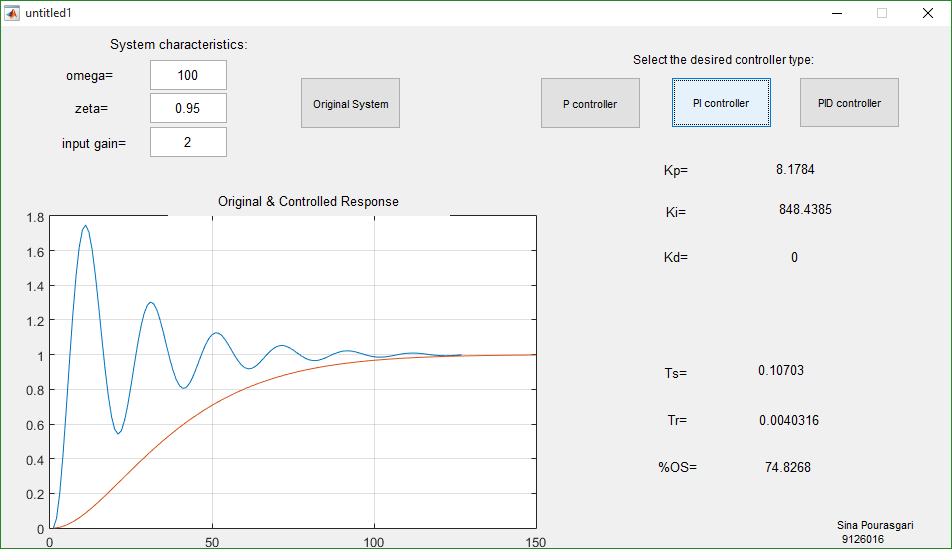 untitled1
System characteristics:
omega= 100
zeta= 0.95
input gain= 2
Original System
Select the desired controller type:
P controller PI controller PID controller
Kp= 8.1784
Ki= 848.4385
Kd= 0
Original & Controlled Response
1.8
1.6
1.4
1.2
1
0.8
0.6
0.4
0.2
0
0 50 100 150
Ts= 0.10703
Tr= 0.0040316
%OS= 74.8268
Sina Pourasgari
9126016